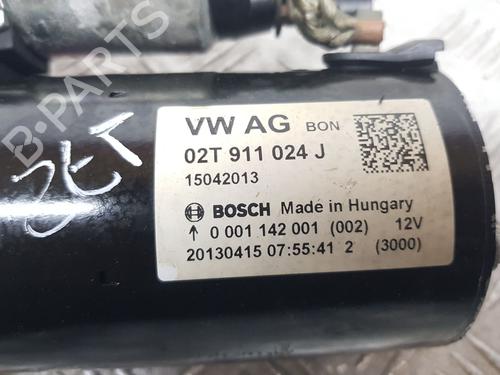 B-PARTS
VW AG BON
02T 911 024 J
15042013
BOSCH Made in Hungary
↑ 0 001 142 001 (002) 12V
20130415 07:55:41 2 (3000)